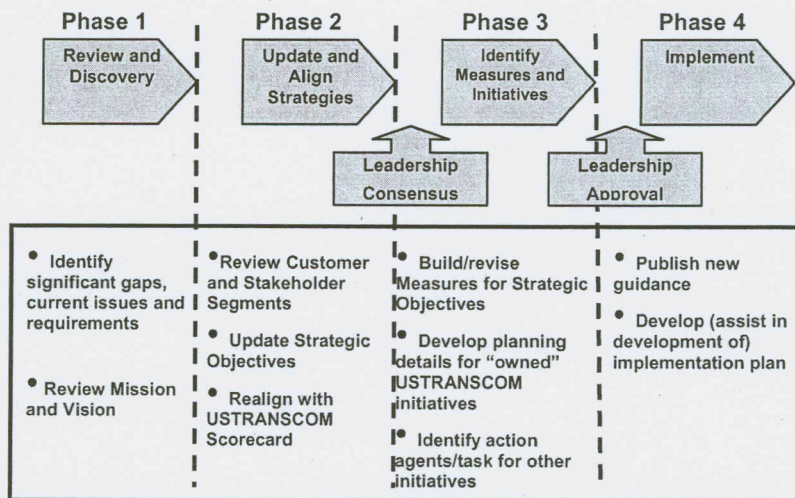 Phase 1
Phase 2
Phase 3
Phase 4
Review and
Discovery
Update and
Align
Strategies
Identify
Measures and
Initiatives
Implement
Leadership
Consensus
Leadership
Approval
• Identify
significant gaps,
current issues and
requirements
• Review Mission
and Vision
•Review Customer
and Stakeholder
Segments
• Update Strategic
Objectives
• Realign with
USTRANSCOM
Scorecard
• Build/revise
Measures for Strategic
Objectives
• Develop planning
details for “owned”
USTRANSCOM
initiatives
• Identify action
agents/task for other
initiatives
• Publish new
guidance
• Develop (assist in
development of)
implementation plan